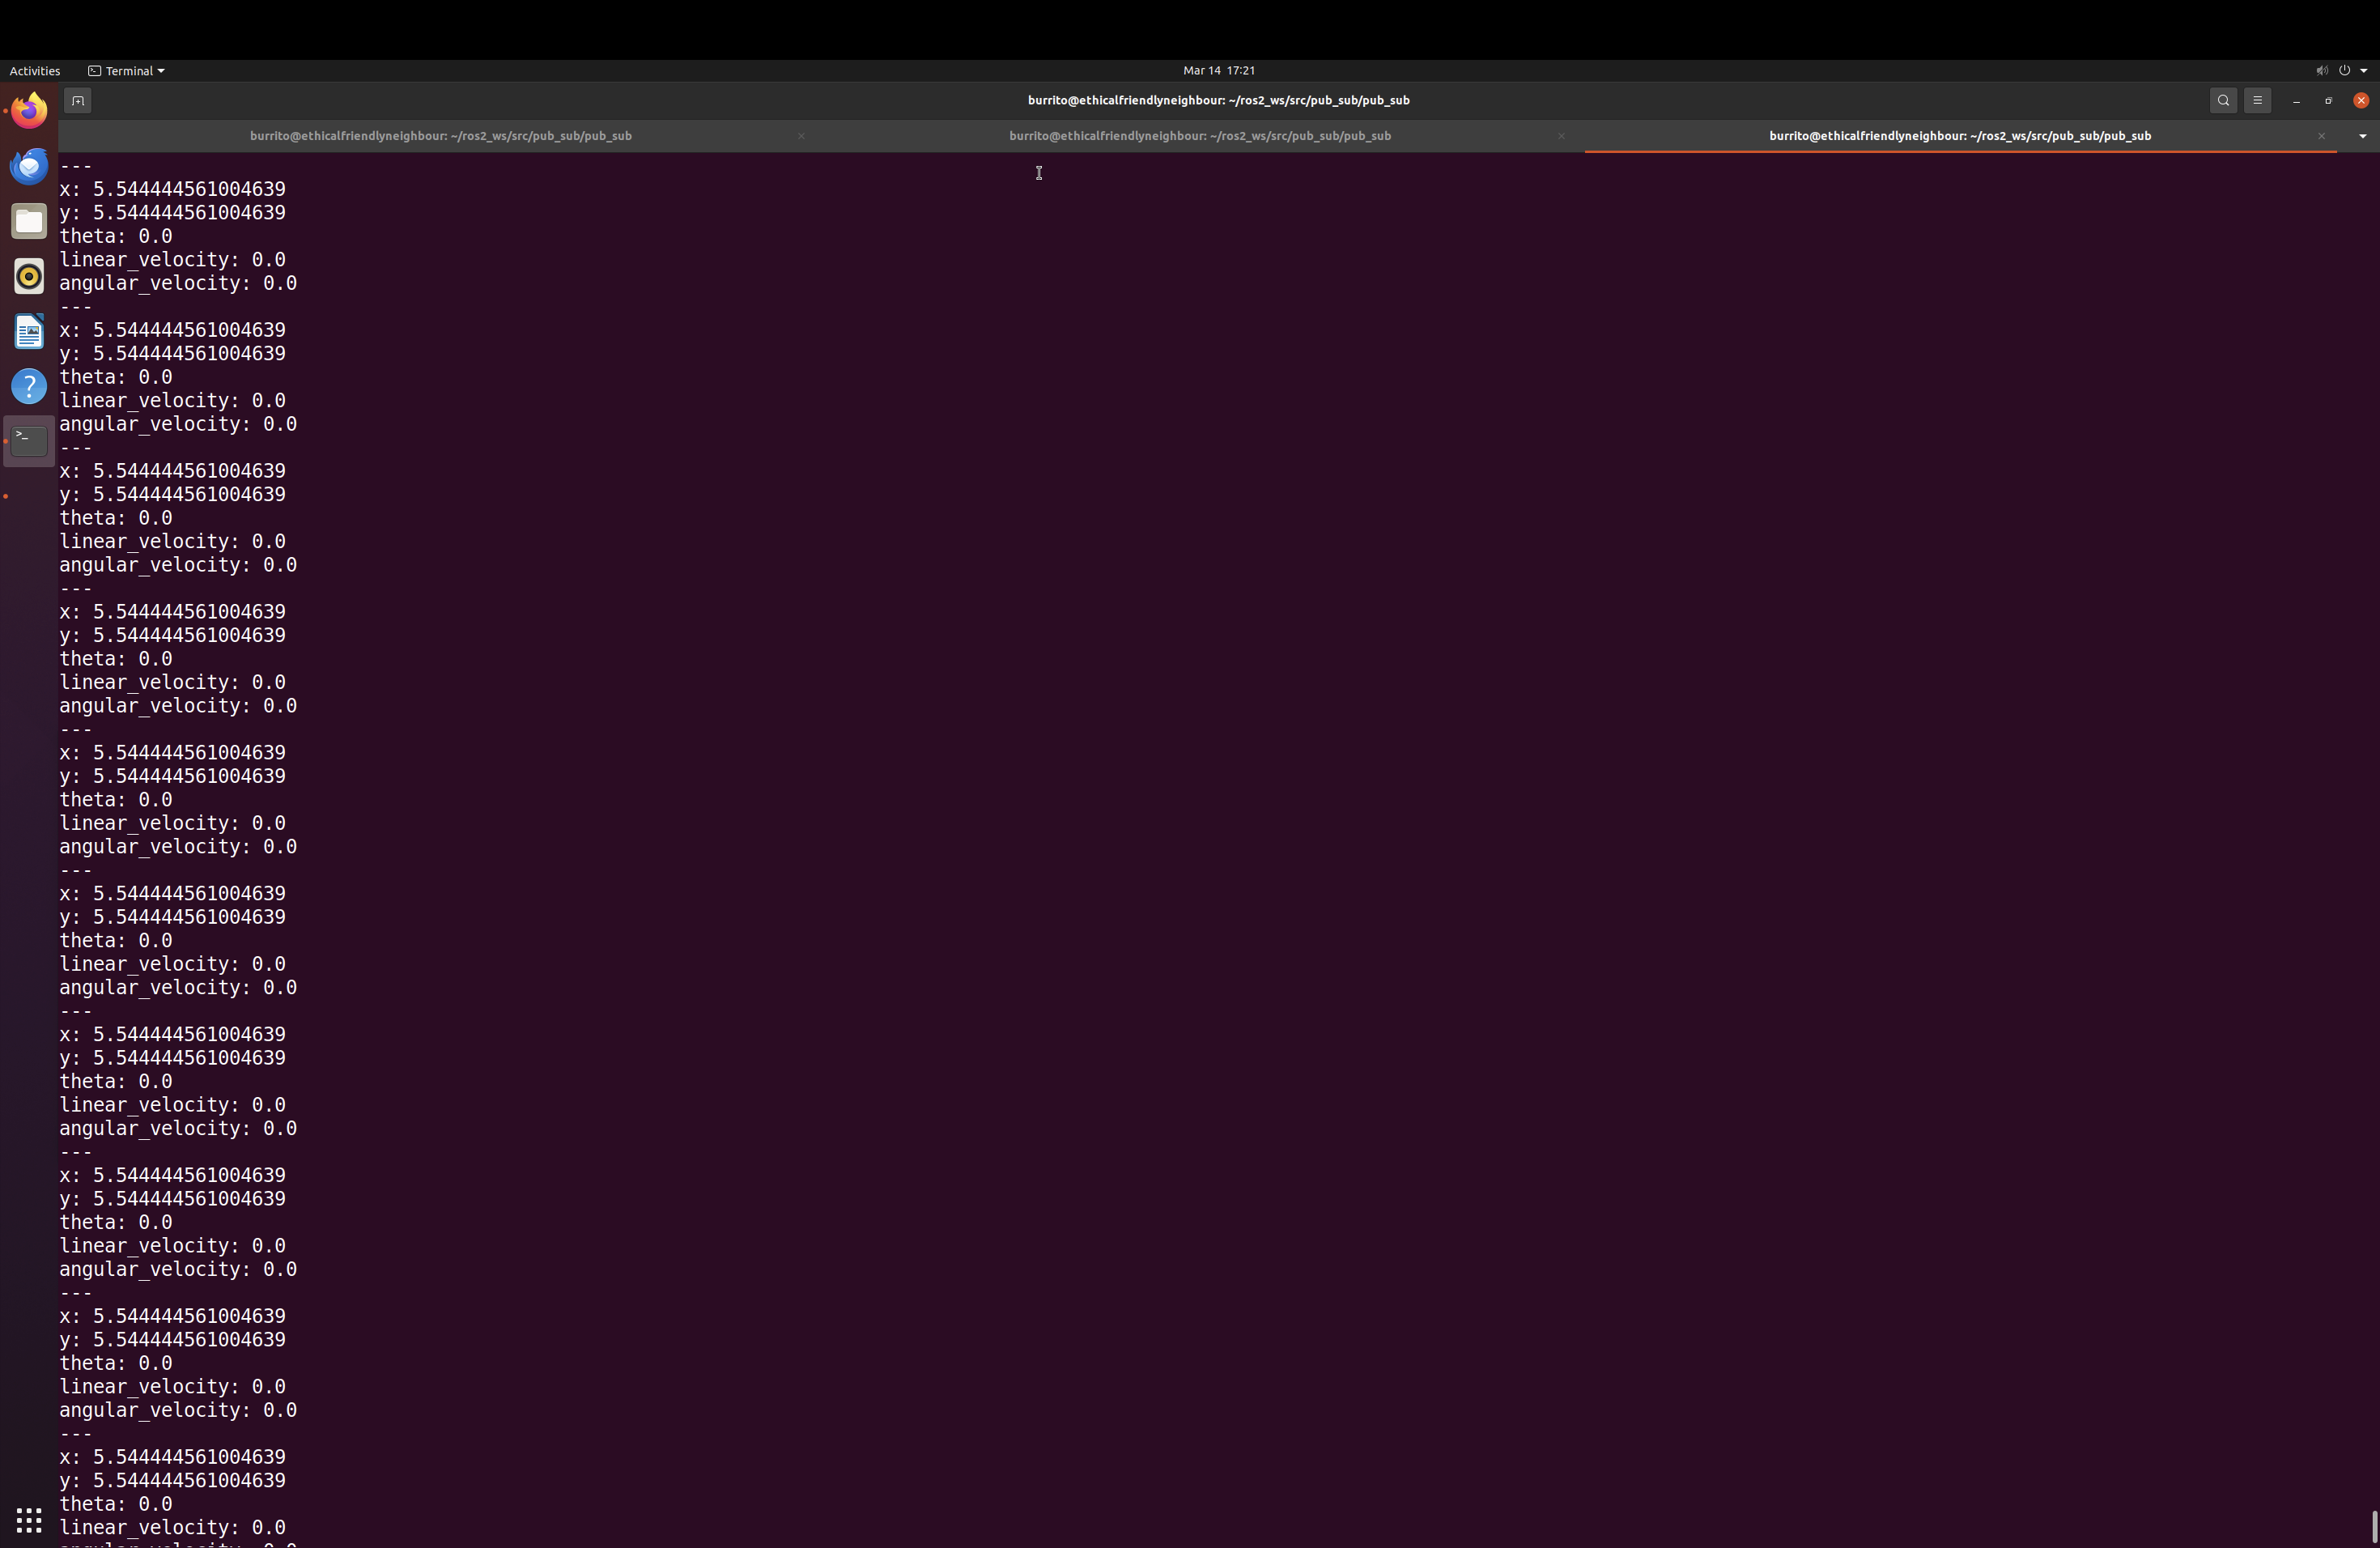 Activities
Terminal
Mar 14 17:21
burrito@ethicalfriendlyneighbour: ~/ros2_ws/src/pub_sub/pub_sub
burrito@ethicalfriendlyneighbour: ~/ros2_ws/src/pub_sub/pub_sub
burrito@ethicalfriendlyneighbour: ~/ros2_ws/src/pub_sub/pub_sub
burrito@ethicalfriendlyneighbour: ~/ros2_ws/src/pub_sub/pub_sub
---
x: 5.544444561004639
y: 5.544444561004639
theta: 0.0
linear_velocity: 0.0
angular_velocity: 0.0
---
x: 5.544444561004639
y: 5.544444561004639
theta: 0.0
linear_velocity: 0.0
angular_velocity: 0.0
---
x: 5.544444561004639
y: 5.544444561004639
theta: 0.0
linear_velocity: 0.0
angular_velocity: 0.0
---
x: 5.544444561004639
y: 5.544444561004639
theta: 0.0
linear_velocity: 0.0
angular_velocity: 0.0
---
x: 5.544444561004639
y: 5.544444561004639
theta: 0.0
linear_velocity: 0.0
angular_velocity: 0.0
---
x: 5.544444561004639
y: 5.544444561004639
theta: 0.0
linear_velocity: 0.0
angular_velocity: 0.0
---
x: 5.544444561004639
y: 5.544444561004639
theta: 0.0
linear_velocity: 0.0
angular_velocity: 0.0
---
x: 5.544444561004639
y: 5.544444561004639
theta: 0.0
linear_velocity: 0.0
angular_velocity: 0.0
---
x: 5.544444561004639
y: 5.544444561004639
theta: 0.0
linear_velocity: 0.0
angular_velocity: 0.0
---
x: 5.544444561004639
y: 5.544444561004639
theta: 0.0
linear_velocity: 0.0
angular_velocity: 0.0